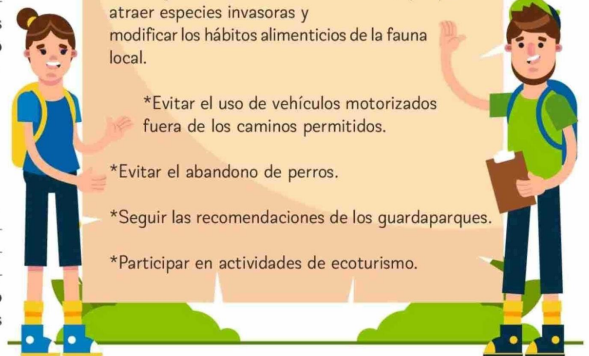 atraer especies invasoras y
modificar los hábitos alimenticios de la fauna
local.
*Evitar el uso de vehículos motorizados
fuera de los caminos permitidos.
*Evitar el abandono de perros.
*Seguir las recomendaciones de los guardaparques.
*Participar en actividades de ecoturismo.